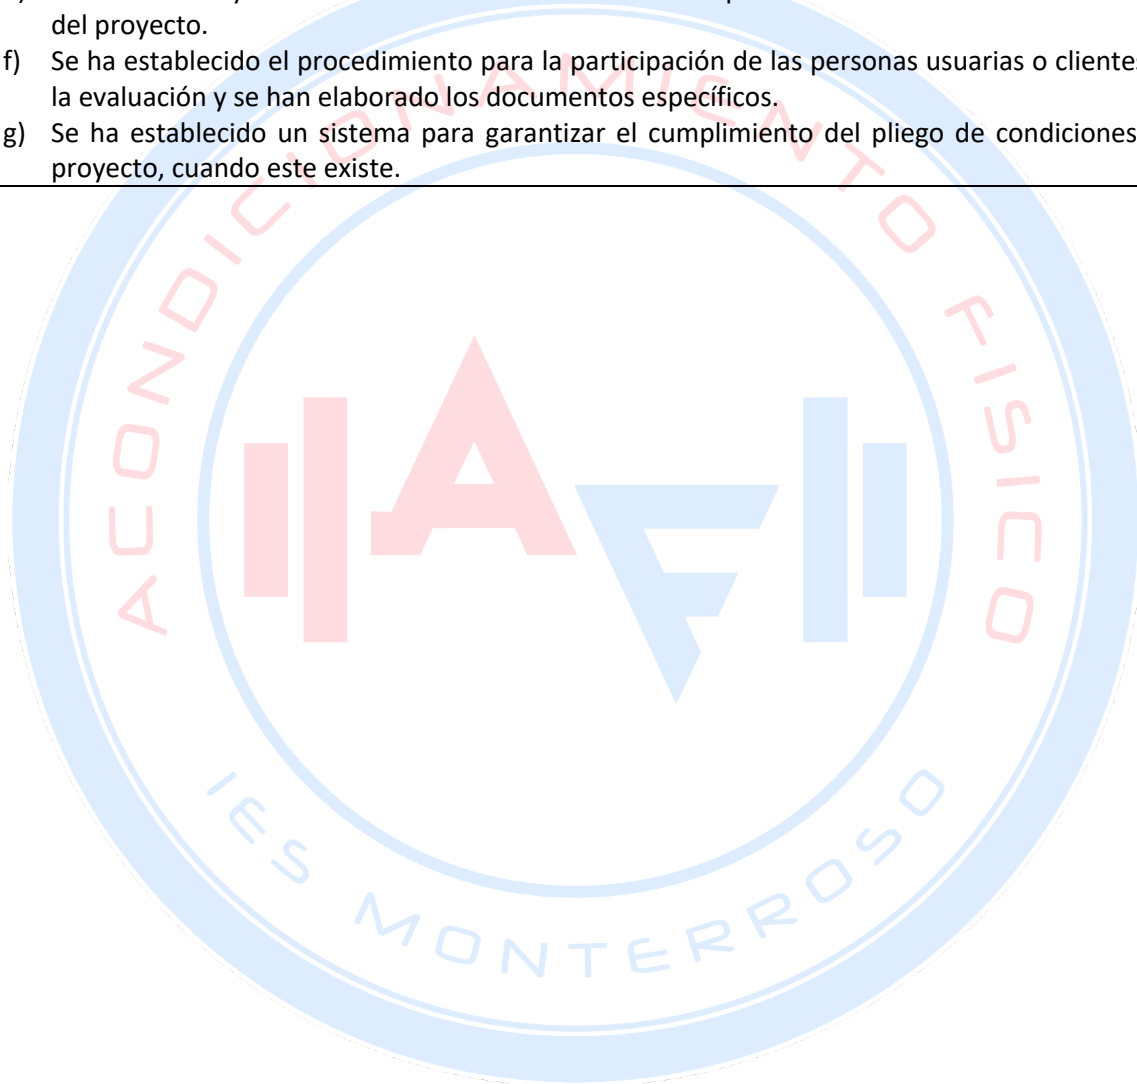 del proyecto.
f) Se ha establecido el procedimiento para la participación de las personas usuarias o cliente
la evaluación y se han elaborado los documentos específicos.
g) Se ha establecido un sistema para garantizar el cumplimiento del pliego de condiciones
proyecto, cuando este existe.
ACONDICIONAMIENTO FISICO
AF
IES MONTERROSO